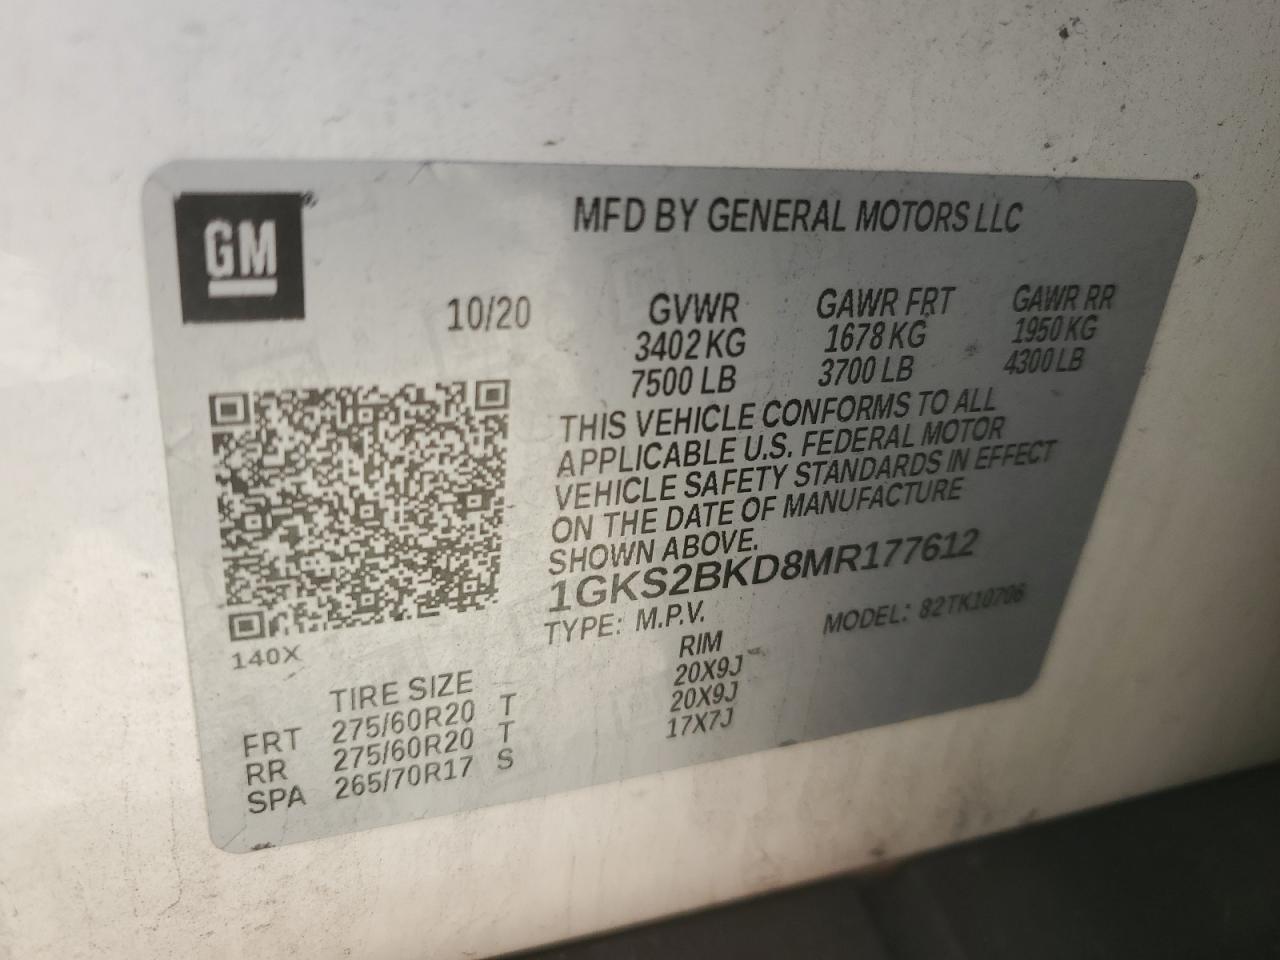 GM
MFD BY GENERAL MOTORS LLC
10/20
GVWR GAWR FRT GAWR RR
3402 KG 1678 KG 1950 KG
7500 LB 3700 LB 4300 LB
THIS VEHICLE CONFORMS TO ALL
APPLICABLE U.S. FEDERAL MOTOR
VEHICLE SAFETY STANDARDS IN EFFECT
ON THE DATE OF MANUFACTURE
SHOWN ABOVE.
1GKS2BKD8MR177612
TYPE: M.P.V. MODEL: 82TK10706
140X
TIRE SIZE RIM
FRT 275/60R20 T 20X9J
RR 275/60R20 T 20X9J
SPA 265/70R17 S 17X7J